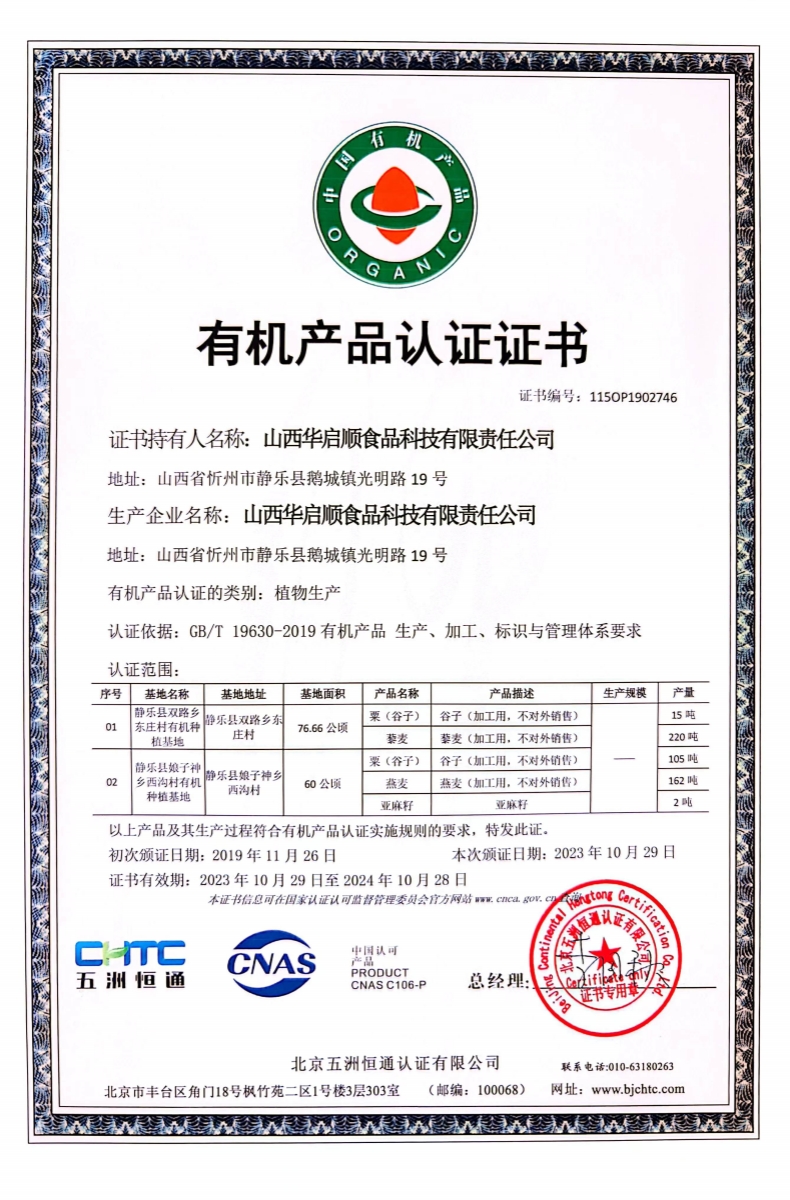 中国有机产品
ORGANIC
有机产品认证证书
证书编号：115OP1902746
证书持有人名称：山西华启顺食品科技有限责任公司
地址：山西省忻州市静乐县鹅城镇光明路 19 号
生产企业名称：山西华启顺食品科技有限责任公司
地址：山西省忻州市静乐县鹅城镇光明路 19 号
有机产品认证的类别：植物生产
认证依据：GB/T 19630-2019 有机产品 生产、加工、标识与管理体系要求
认证范围：
序号 基地名称 基地地址 基地面积 产品名称 产品描述 生产规模 产量
01 静乐县双路乡东庄村有机种植基地 静乐县双路乡东庄村 76.66 公顷 粟（谷子） 谷子（加工用，不对外销售） —— 15 吨
藜麦 藜麦（加工用，不对外销售） 220 吨
02 静乐县娘子神乡西沟村有机种植基地 静乐县娘子神乡西沟村 60 公顷 粟（谷子） 谷子（加工用，不对外销售） 105 吨
燕麦 燕麦（加工用，不对外销售） 162 吨
亚麻籽 亚麻籽 2 吨
以上产品及其生产过程符合有机产品认证实施规则的要求，特发此证。
初次颁证日期：2019 年 11 月 26 日 本次颁证日期：2023 年 10 月 29 日
证书有效期：2023 年 10 月 29 日至 2024 年 10 月 28 日
本证书信息可在国家认证认可监督管理委员会官方网站 www.cnca.gov.cn
CHTC
五洲恒通
CNAS
中国认可
产品
PRODUCT
CNAS C106-P
总经理：
Beijing Continental Hengtong Certification Co., Ltd.
北京五洲恒通认证有限公司
Certificate only
证书专用章
北京五洲恒通认证有限公司 联系电话:010-63180263
北京市丰台区角门18号枫竹苑二区1号楼3层303室 （邮编：100068） 网址：www.bjchtc.com